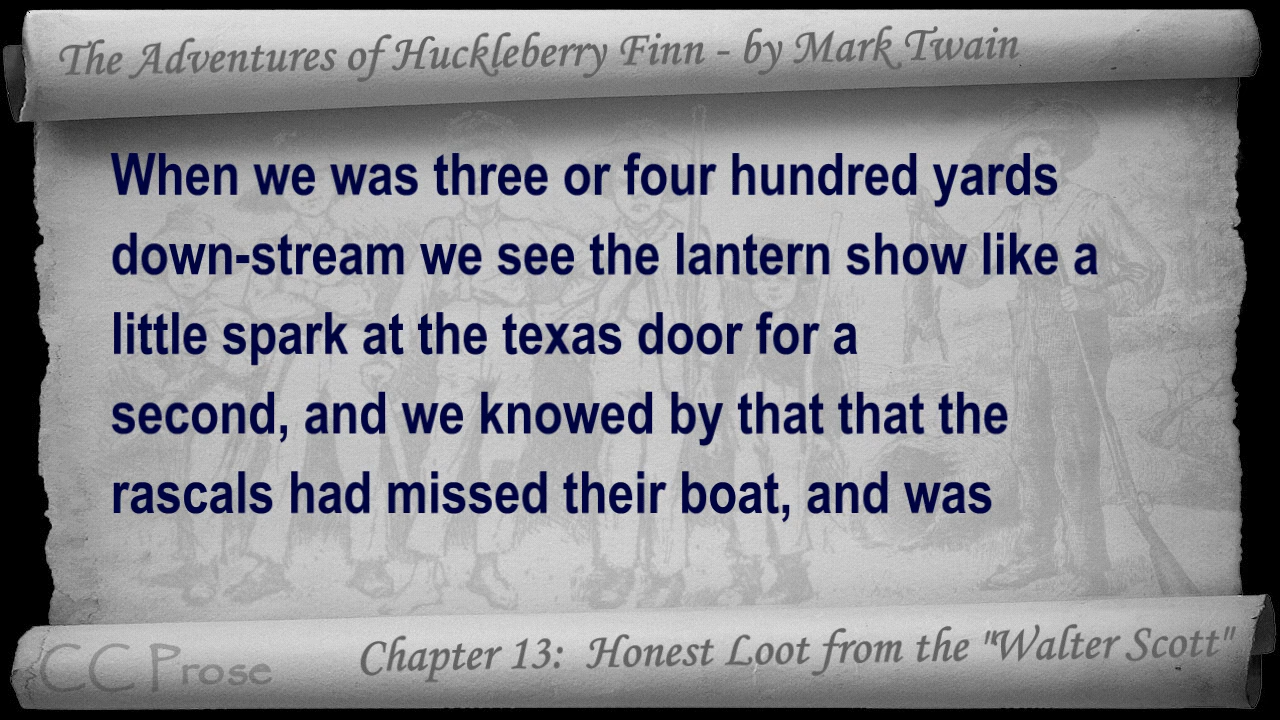 The Adventures of Huckleberry Finn - by Mark Twain
When we was three or four hundred yards
down-stream we see the lantern show like a
little spark at the texas door for a
second, and we knowed by that that the
rascals had missed their boat, and was
CC Prose
Chapter 13: Honest Loot from the "Walter Scott"